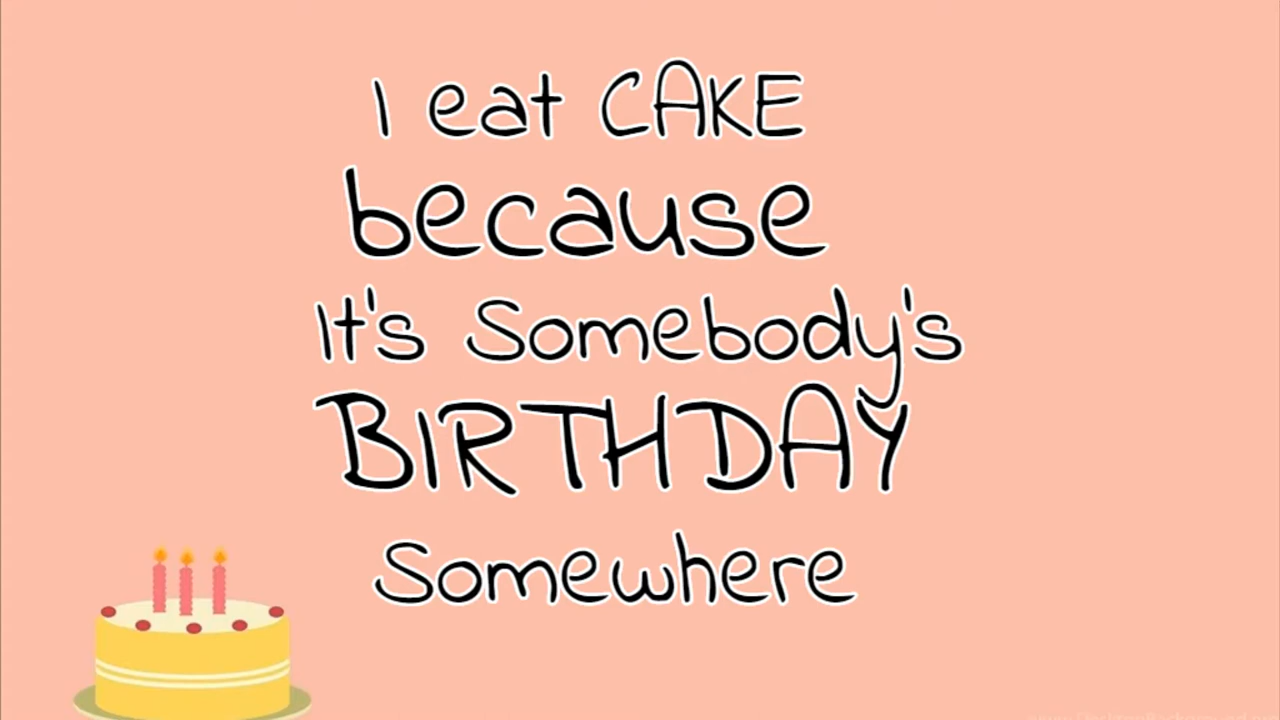 I eat CAKE
because
It's Somebody's
BIRTHDAY
Somewhere